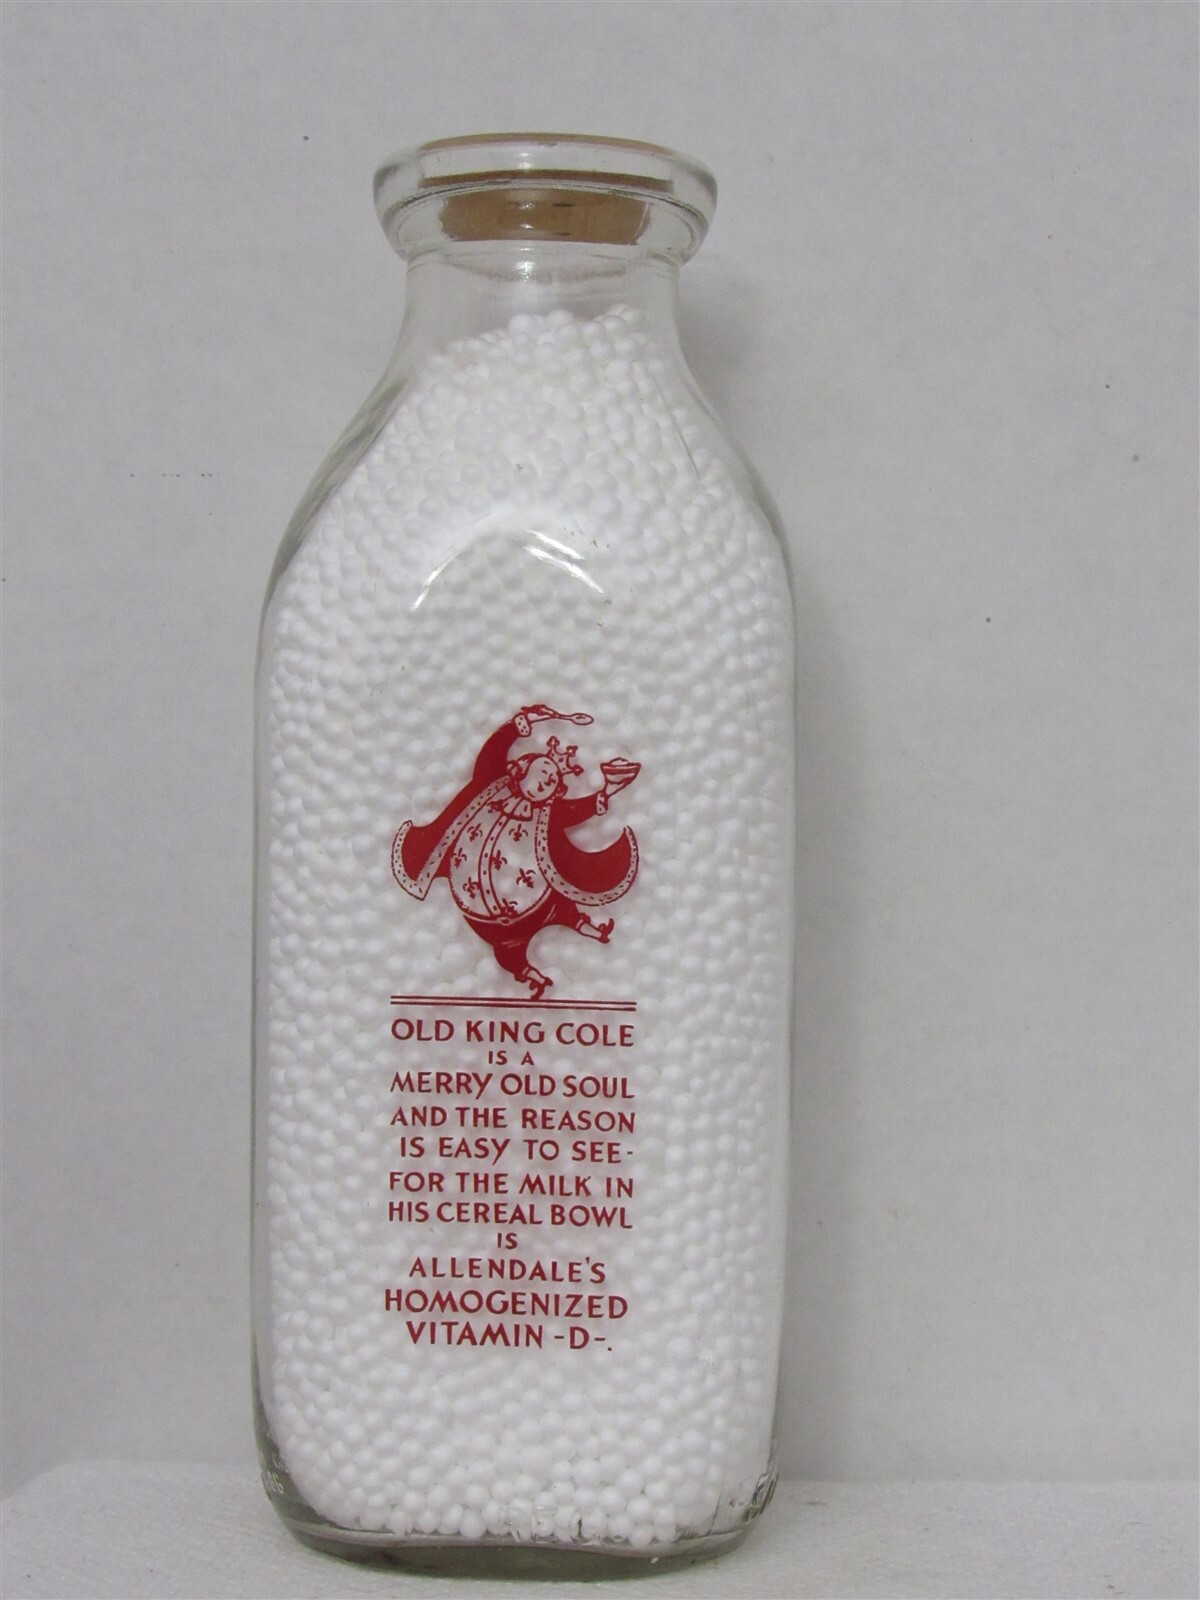 OLD KING COLE
IS A
MERRY OLD SOUL
AND THE REASON
IS EASY TO SEE-
FOR THE MILK IN
HIS CEREAL BOWL
IS
ALLENDALE'S
HOMOGENIZED
VITAMIN -D-.